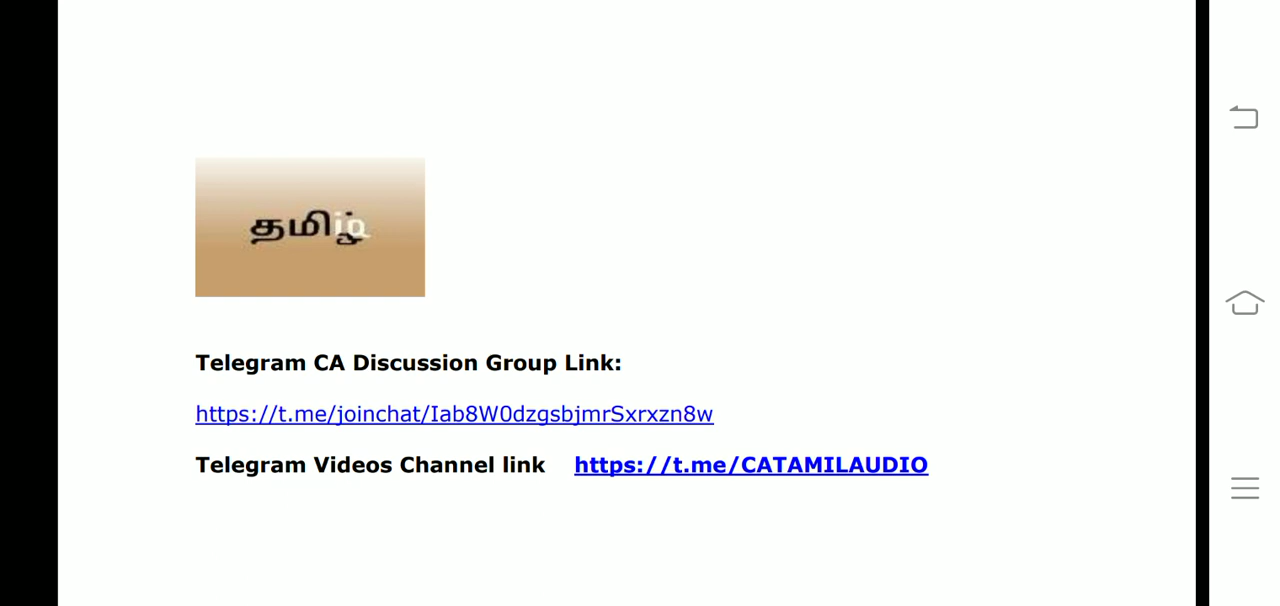 தமிழ்
Telegram CA Discussion Group Link:
https://t.me/joinchat/Iab8W0dzgsbjmrSxrxzn8w
Telegram Videos Channel link https://t.me/CATAMILAUDIO